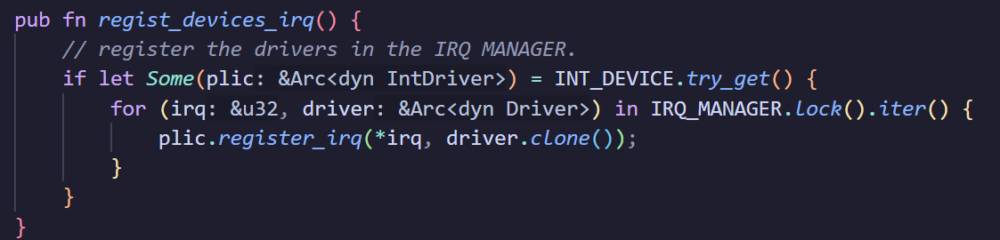 pub fn regist_devices_irq() {
    // register the drivers in the IRQ MANAGER.
    if let Some(plic: &Arc<dyn IntDriver>) = INT_DEVICE.try_get() {
        for (irq: &u32, driver: &Arc<dyn Driver>) in IRQ_MANAGER.lock().iter() {
            plic.register_irq(*irq, driver.clone());
        }
    }
}